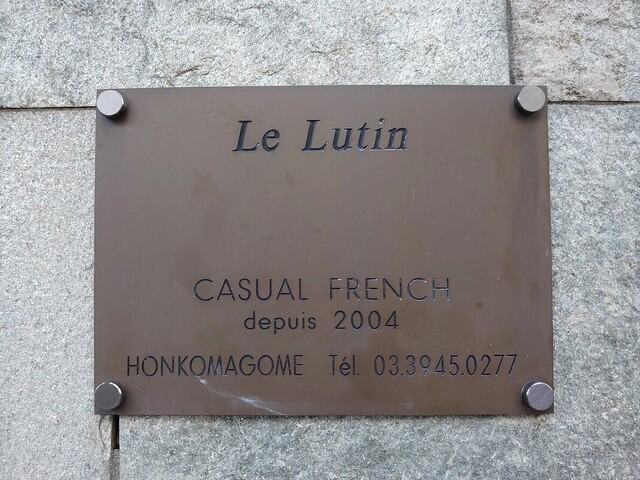 Le Lutin
CASUAL FRENCH
depuis 2004
HONKOMAGOME Tél. 03.3945.0277